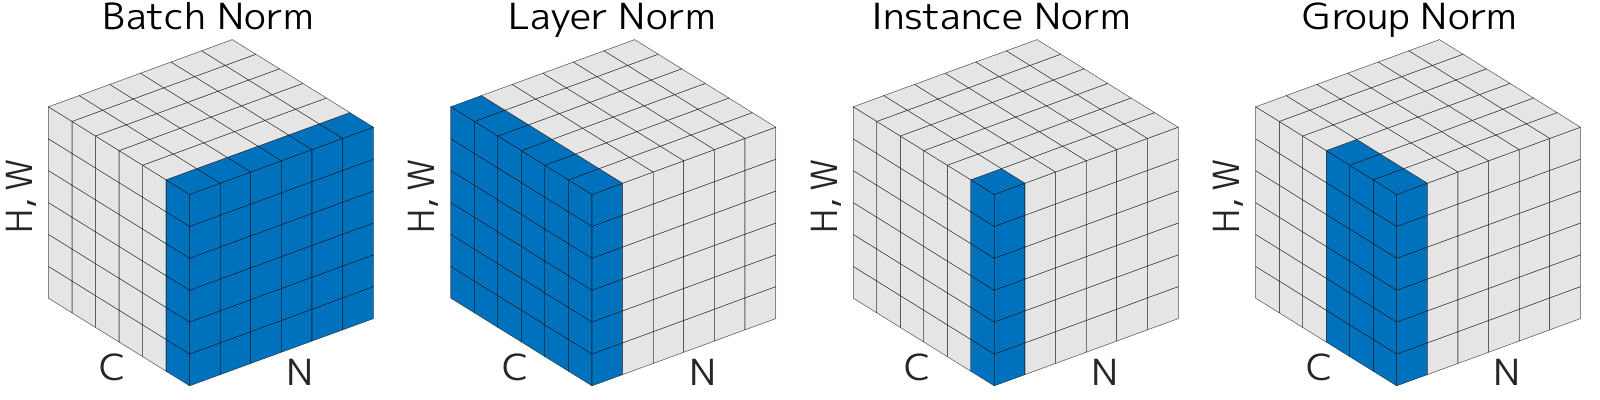 Batch Norm
Layer Norm
Instance Norm
Group Norm
H, W
H, W
H, W
H, W
C
N
C
N
C
N
C
N